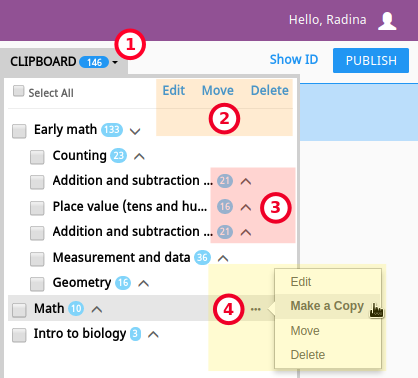 Hello, Radina
1
CLIPBOARD 146
Show ID
PUBLISH
Select All
Edit Move Delete
2
Early math 133
Counting 23
Addition and subtraction ... 21
Place value (tens and hu... 16
3
Addition and subtraction ... 21
Measurement and data 36
Geometry 16
Edit
Math 10
4
...
Make a Copy
Intro to biology 3
Move
Delete